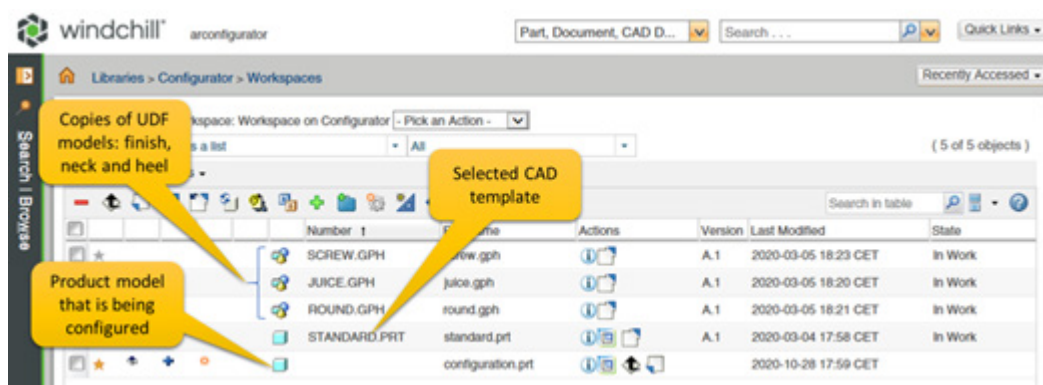 windchill®
arconfigurator
Part, Document, CAD D...
Search . . .
Quick Links
Libraries > Configurator > Workspaces
Recently Accessed
Search | Browse
Copies of UDF
models: finish,
neck and heel
kspace: Workspace on Configurator - Pick an Action -
s a list
All
( 5 of 5 objects )
Selected CAD
template
Search in table
Number ↑
Actions
Version
Last Modified
State
SCREW.GPH
A.1
2020-03-05 18:23 CET
In Work
JUICE.GPH
juice.gph
A.1
2020-03-05 18:20 CET
In Work
ROUND.GPH
round.gph
A.1
2020-03-05 18:21 CET
In Work
STANDARD.PRT
standard.prt
A.1
2020-03-04 17:58 CET
In Work
configuration.prt
2020-10-28 17:59 CET
Product model
that is being
configured